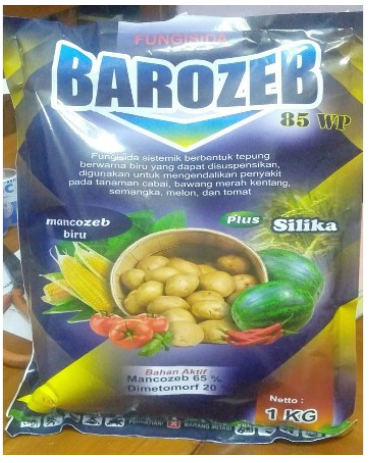 FUNGISIDA
BAROZEB
85 WP
Fungisida sistemik berbentuk tepung
berwarna biru yang dapat disuspensikan,
digunakan untuk mengendalikan penyakit
pada tanaman cabai, bawang merah kentang,
semangka, melon, dan tomat
mancozeb
biru
Plus
Silika
Bahan Aktif
Mancozeb 65 %
Dimetomorf 20
Netto :
1 KG